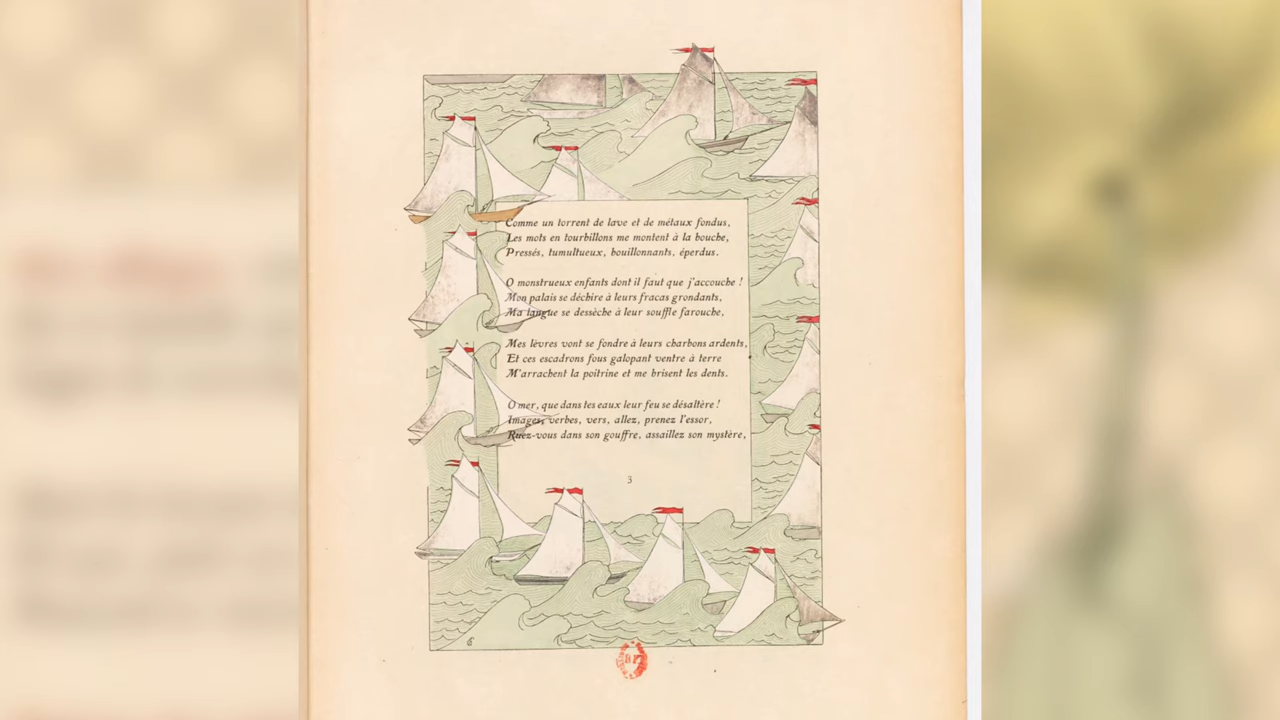 Comme un torrent de lave et de métaux fondus,
Les mots en tourbillons me montent à la bouche,
Pressés, tumultueux, bouillonnants, éperdus.
O monstrueux enfants dont il faut que j'accouche !
Mon palais se déchire à leurs fracas grondants,
Ma langue se dessèche à leur souffle farouche,
Mes lèvres vont se fondre à leurs charbons ardents,
Et ces escadrons fous galopant ventre à terre
M'arrachent la poitrine et me brisent les dents.
O mer, que dans tes eaux leur feu se désaltère !
Images, verbes, vers, allez, prenez l'essor,
Ruez-vous dans son gouffre, assaillez son mystère,
3